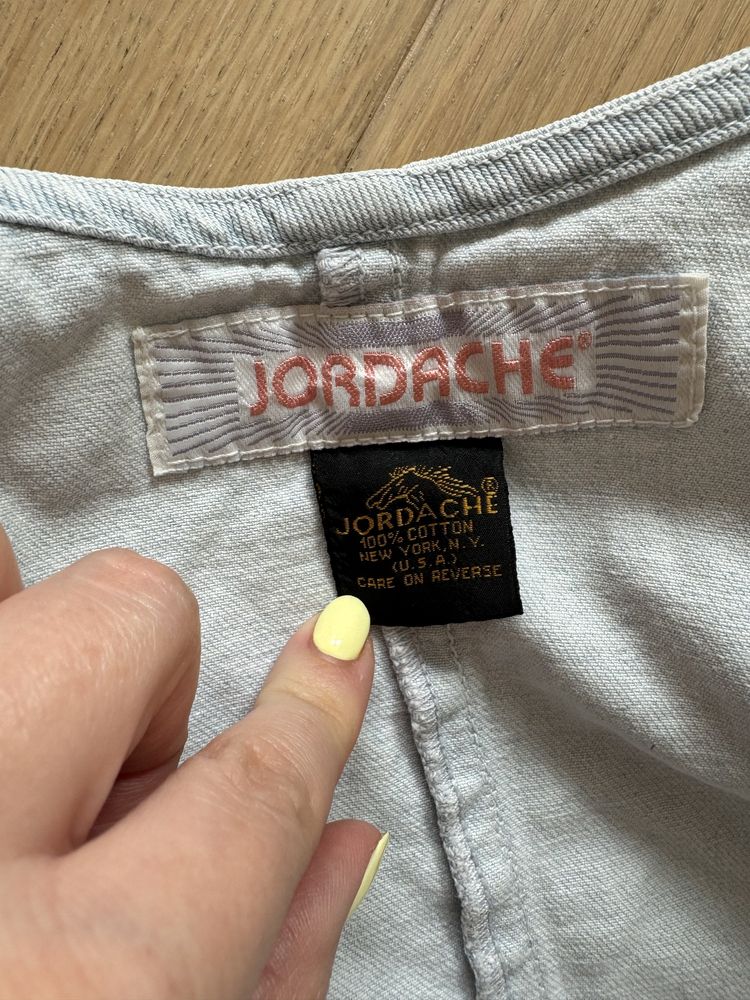 JORDACHE®
JORDACHE®
100% COTTON
NEW YORK, N.Y.
(U.S.A.)
CARE ON REVERSE